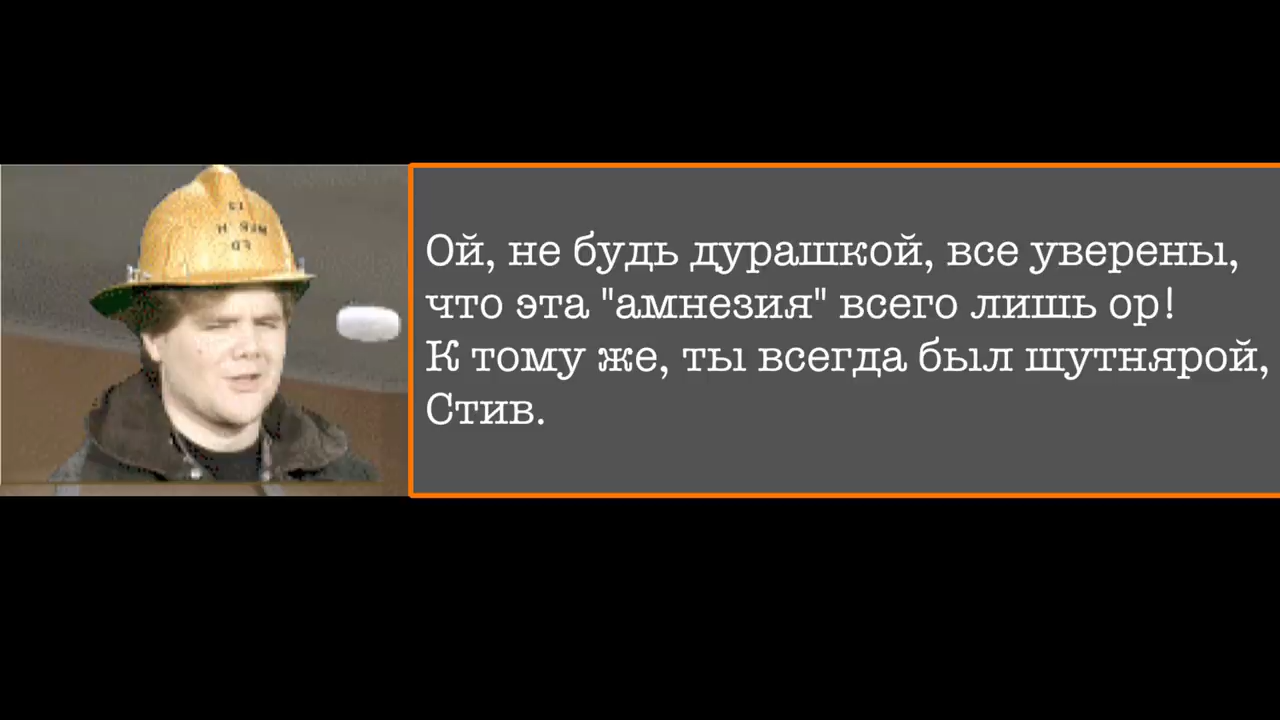 Ой, не будь дурашкой, все уверены,
что эта "амнезия" всего лишь ор!
К тому же, ты всегда был шутнярой,
Стив.